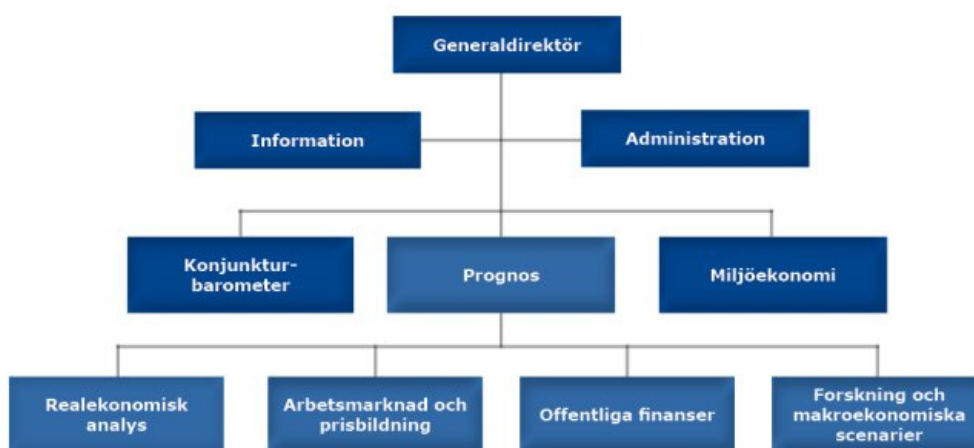 Generaldirektör
Information
Administration
Konjunktur-
barometer
Prognos
Miljöekonomi
Realekonomisk
analys
Arbetsmarknad och
prisbildning
Offentliga finanser
Forskning och
makroekonomiska
scenarier